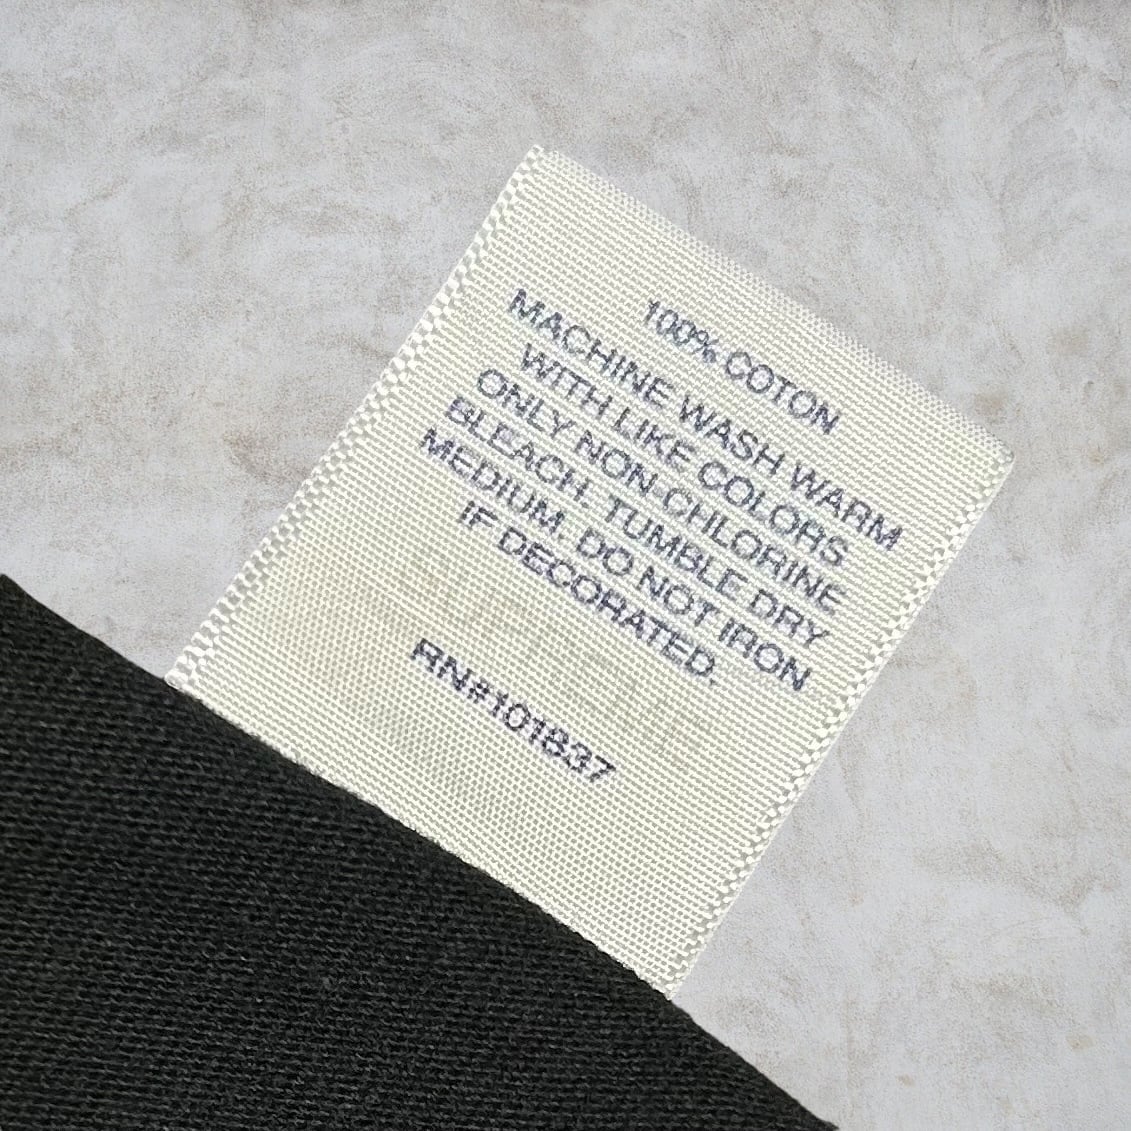 100% COTON
MACHINE WASH WARM
WITH LIKE COLORS
ONLY NON-CHLORINE
BLEACH. TUMBLE DRY
MEDIUM. DO NOT IRON
IF DECORATED.
RN#101837